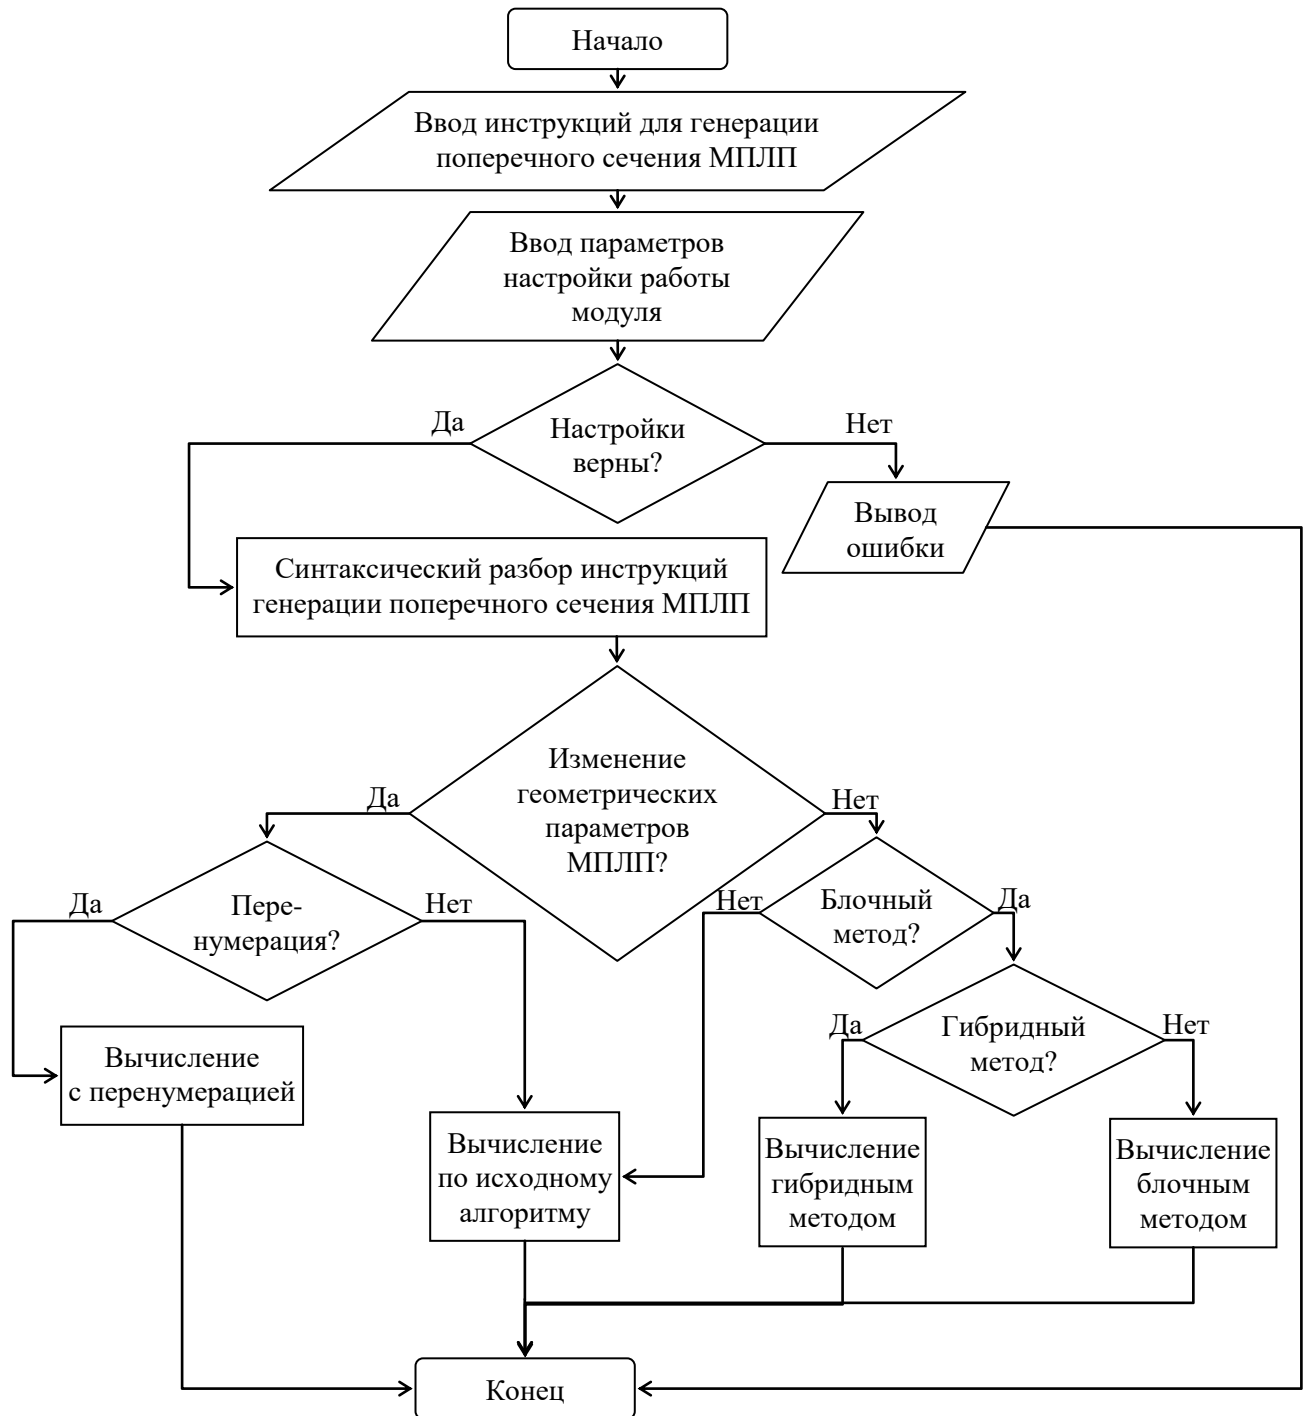 Начало
Ввод инструкций для генерации
поперечного сечения МПЛП
Ввод параметров
настройки работы
модуля
Да
Настройки
верны?
Нет
Вывод
ошибки
Синтаксический разбор инструкций
генерации поперечного сечения МПЛП
Изменение
геометрических
параметров
МПЛП?
Да
Нет
Да
Пере-
нумерация?
Нет
Нет
Блочный
метод?
Да
Да
Гибридный
метод?
Нет
Вычисление
с перенумерацией
Вычисление
по исходному
алгоритму
Вычисление
гибридным
методом
Вычисление
блочным
методом
Конец